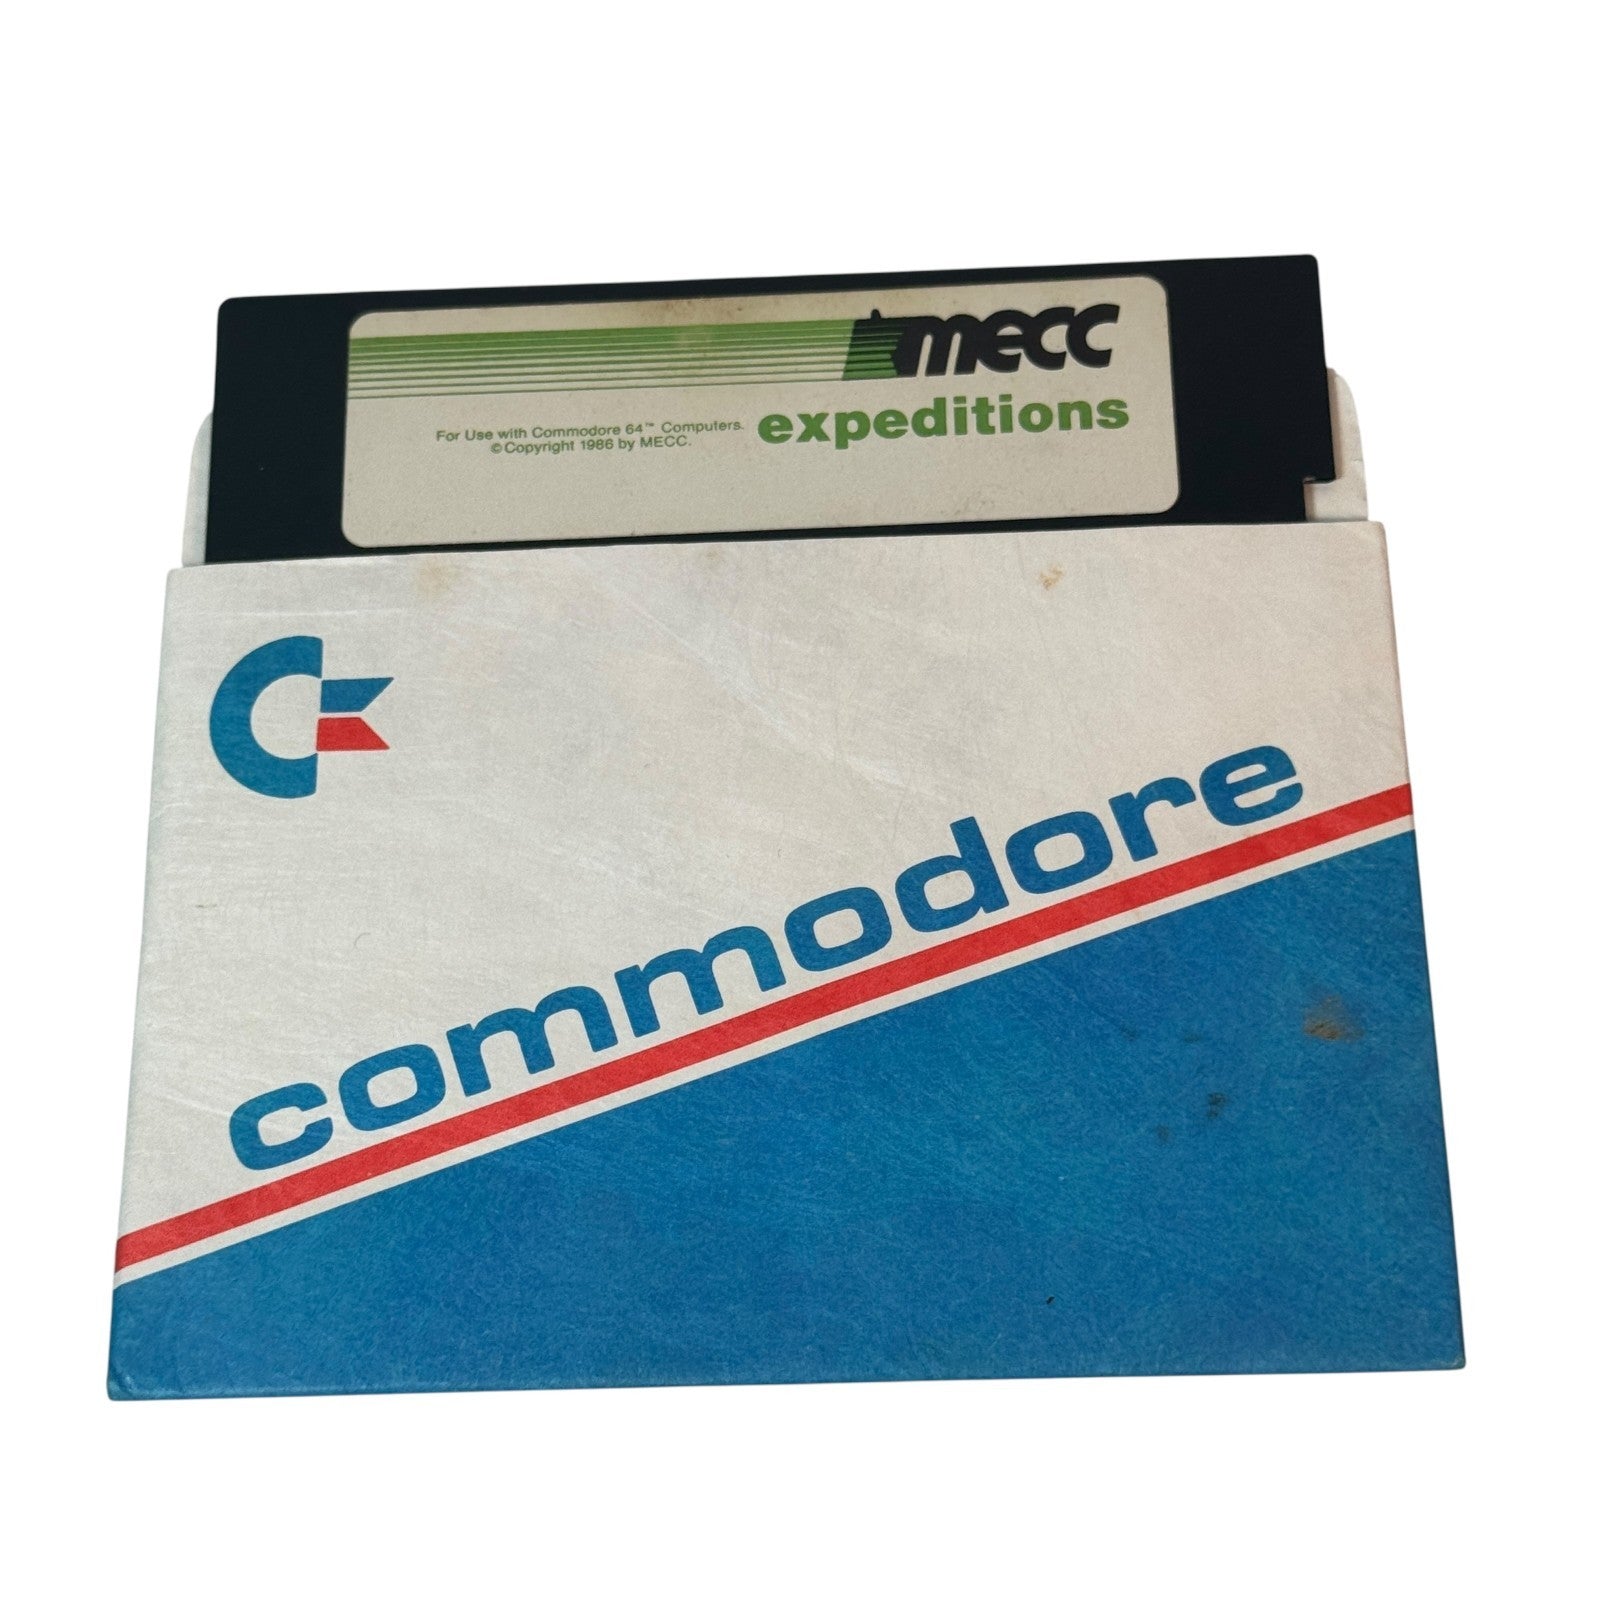 mecc
expeditions
For Use with Commodore 64™ Computers.
©Copyright 1986 by MECC.
commodore